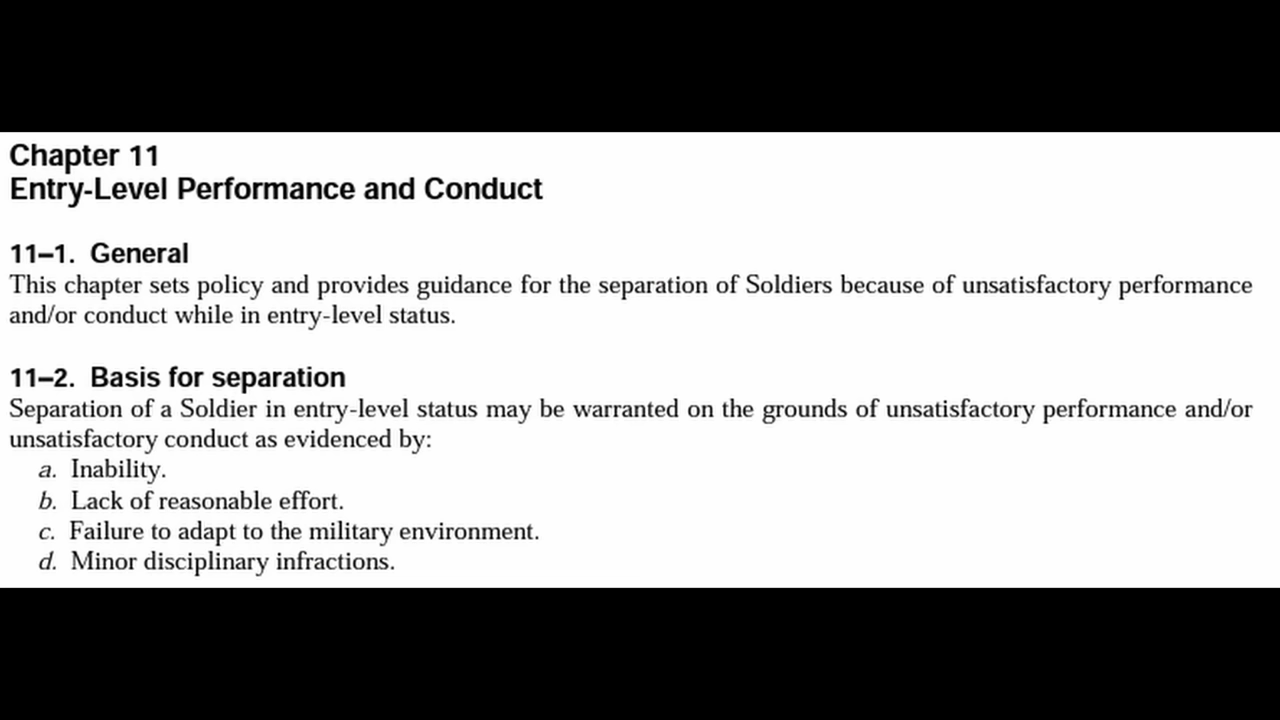 Chapter 11
Entry-Level Performance and Conduct
11–1. General
This chapter sets policy and provides guidance for the separation of Soldiers because of unsatisfactory performance
and/or conduct while in entry-level status.
11–2. Basis for separation
Separation of a Soldier in entry-level status may be warranted on the grounds of unsatisfactory performance and/or
unsatisfactory conduct as evidenced by:
a. Inability.
b. Lack of reasonable effort.
c. Failure to adapt to the military environment.
d. Minor disciplinary infractions.